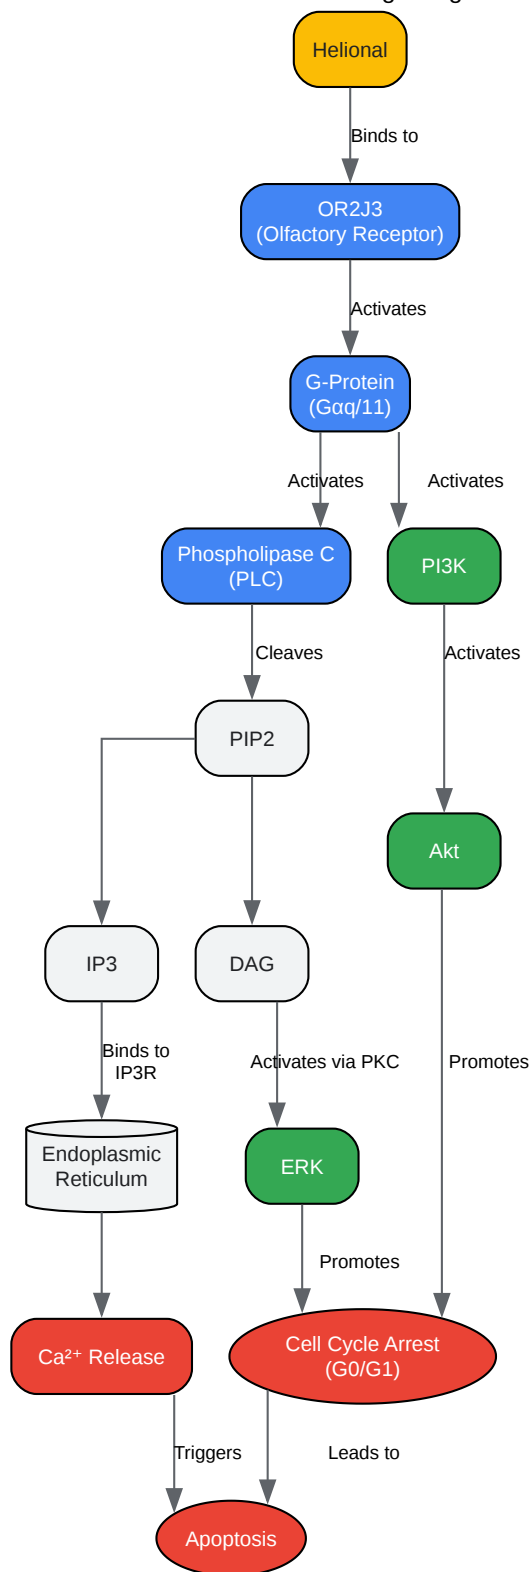 Helional
Binds to
OR2J3
(Olfactory Receptor)
Activates
G-Protein
(Gαq/11)
Activates
Activates
Phospholipase C
(PLC)
PI3K
Cleaves
Activates
PIP2
Akt
IP3
DAG
Binds to
IP3R
Activates via PKC
Promotes
Endoplasmic
Reticulum
ERK
Promotes
Ca²⁺ Release
Cell Cycle Arrest
(G0/G1)
Triggers
Leads to
Apoptosis